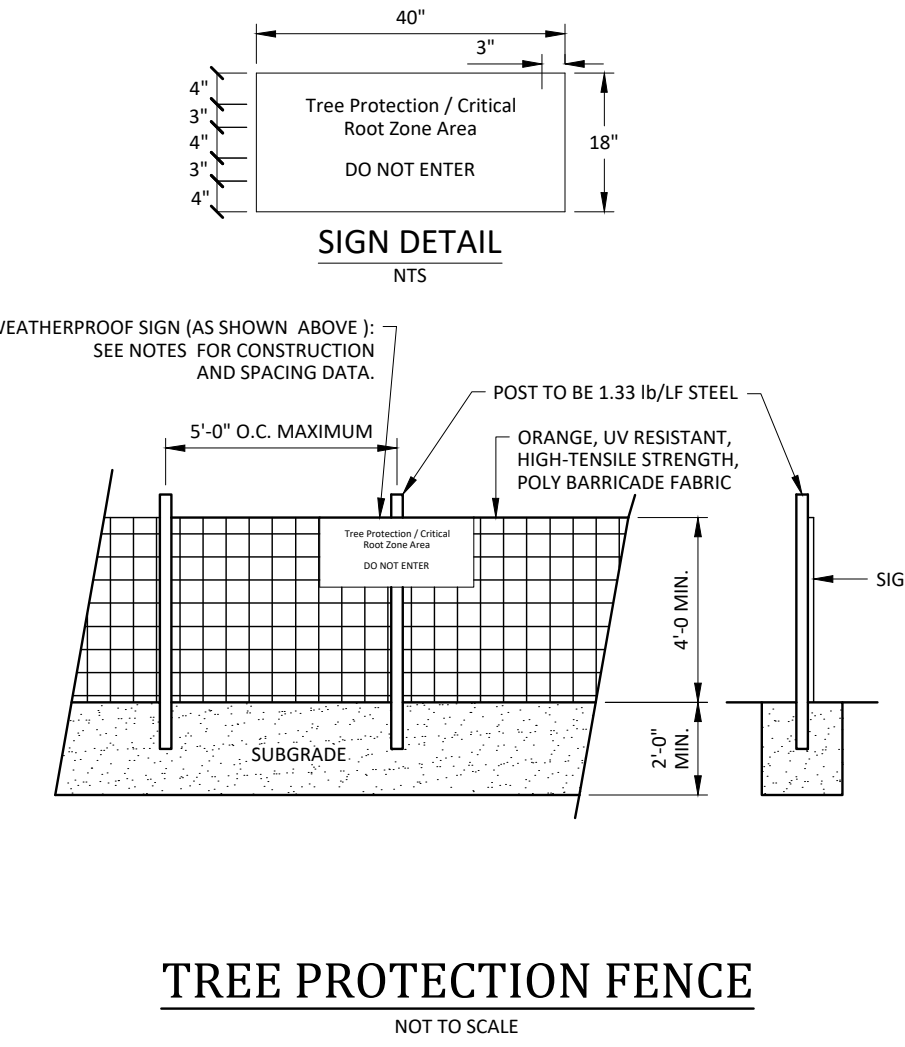 40"
3"
4"
3"
4"
3"
4"
18"
Tree Protection / Critical
Root Zone Area
DO NOT ENTER
SIGN DETAIL
NTS
WEATHERPROOF SIGN (AS SHOWN  ABOVE ):
SEE NOTES  FOR CONSTRUCTION
AND SPACING DATA.
POST TO BE 1.33 lb/LF STEEL
5'-0" O.C. MAXIMUM
ORANGE, UV RESISTANT,
HIGH-TENSILE STRENGTH,
POLY BARRICADE FABRIC
Tree Protection / Critical
Root Zone Area
DO NOT ENTER
SIG
4'-0 MIN.
SUBGRADE
2'-0"
MIN.
TREE PROTECTION FENCE
NOT TO SCALE